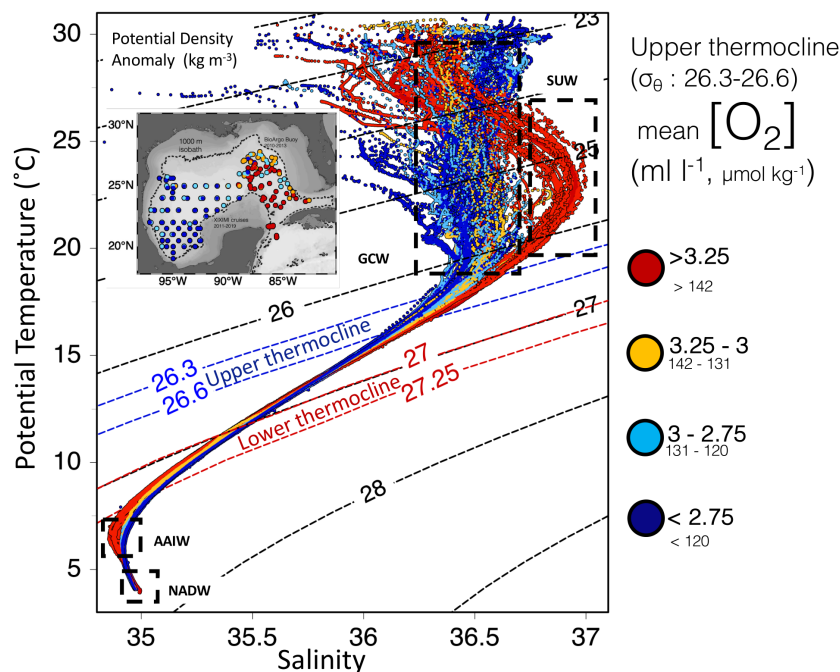 Potential Density
Anomaly (kg m-3)
23
SUW
30°N
1000 m
isobath
BioArgo Buoy
2010-2013
25°N
XIXIMI cruises
2011-2013
20°N
95°W
90°W
85°W
25
GCW
26
27
26.3
Upper thermocline
26.6
27
Lower thermocline
27.25
28
AAIW
NADW
30
25
20
15
10
5
Potential Temperature (˚C)
35
35.5
36
36.5
37
Salinity
Upper thermocline
(σθ : 26.3-26.6)
mean [O2]
(ml l-1, μmol kg-1)
>3.25
> 142
3.25 - 3
142 - 131
3 - 2.75
131 - 120
< 2.75
< 120